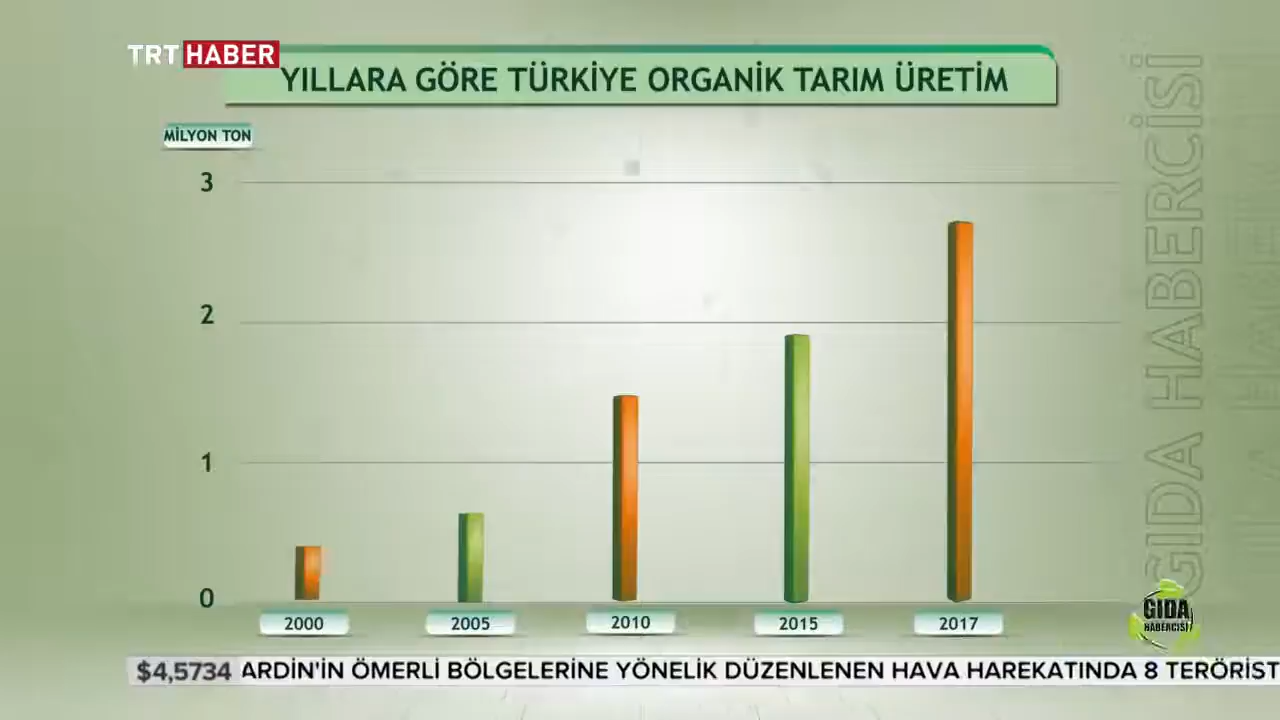 TRT HABER
YILLARA GÖRE TÜRKİYE ORGANİK TARIM ÜRETİM
MİLYON TON
3
2
1
0
2000
2005
2010
2015
2017
GIDA HABERCİSİ
GIDA
HABERCİSİ
$4,5734 ARDİN'İN ÖMERLİ BÖLGELERİNE YÖNELİK DÜZENLENEN HAVA HAREKATINDA 8 TERÖRİST